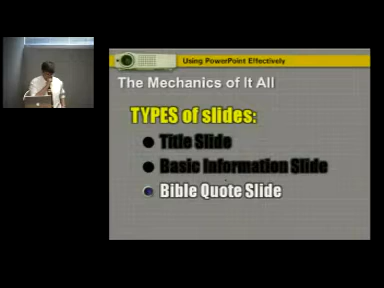 Using PowerPoint Effectively
The Mechanics of It All
TYPES of slides:
Title Slide
Basic Information Slide
Bible Quote Slide